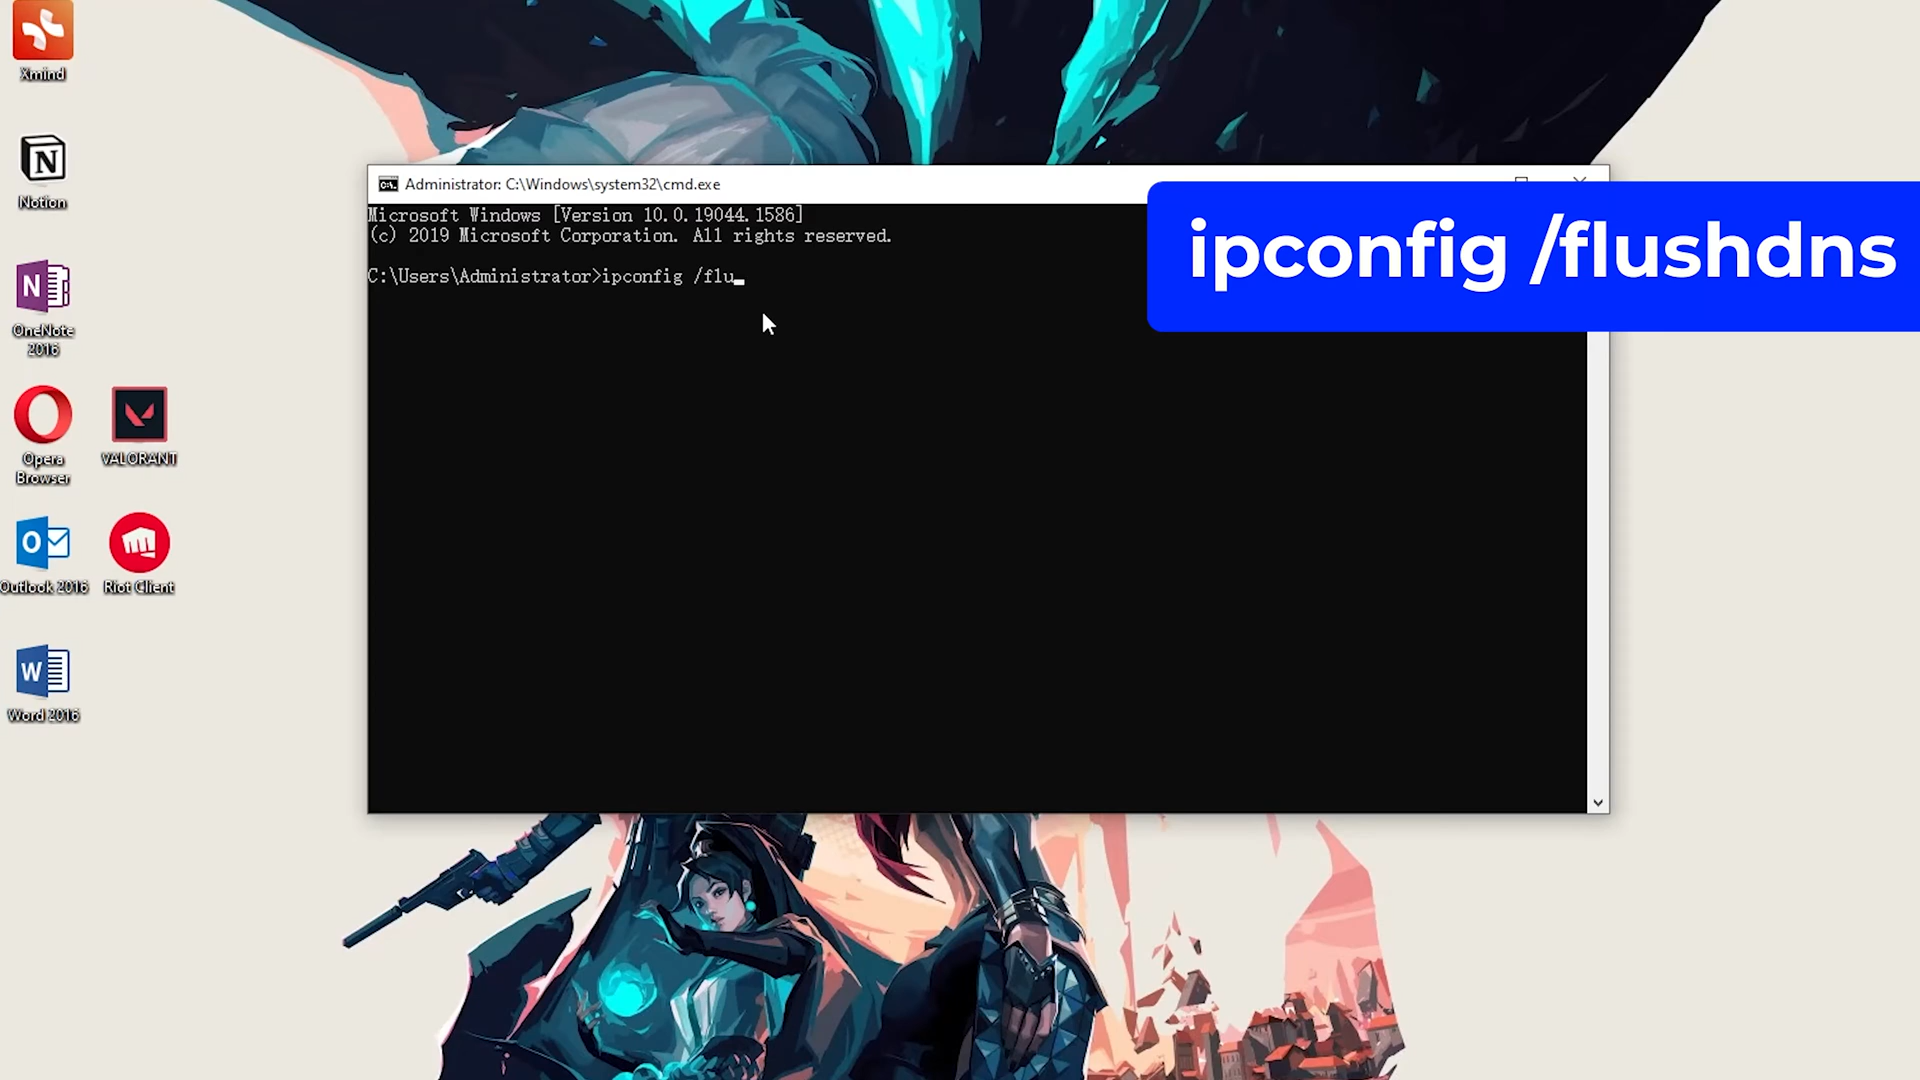 Xmind
Notion
OneNote
2016
Opera
Browser
VALORANT
Outlook 2016
Riot Client
Word 2016
Administrator: C:\Windows\system32\cmd.exe
Microsoft Windows [Version 10.0.19044.1586]
(c) 2019 Microsoft Corporation. All rights reserved.
C:\Users\Administrator>ipconfig /flu
ipconfig /flushdns